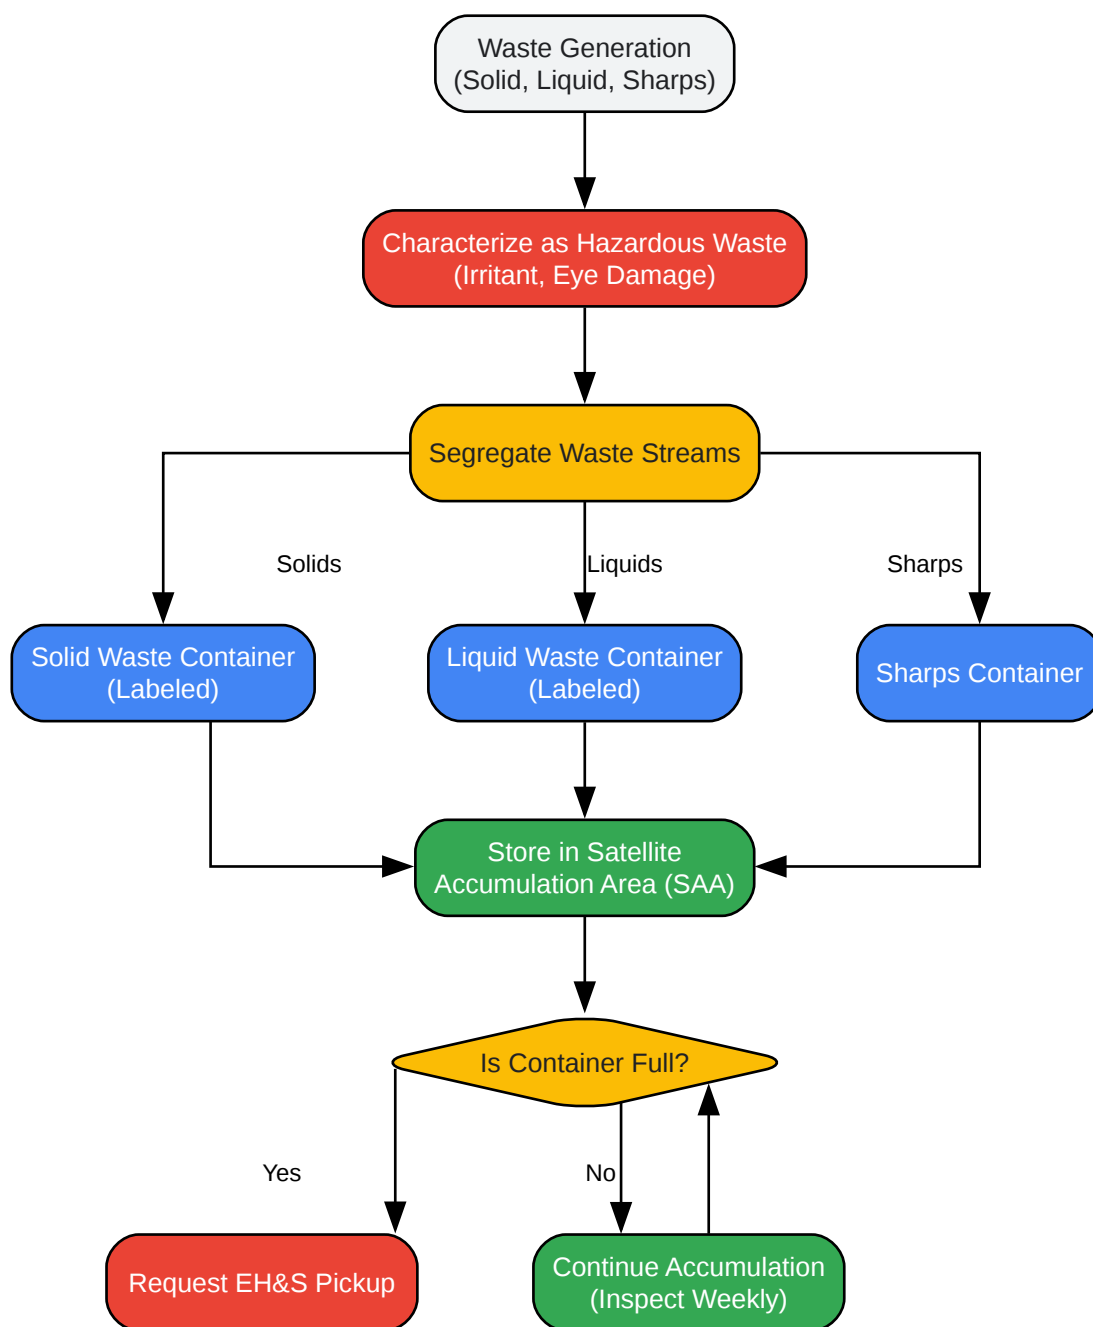 Waste Generation
(Solid, Liquid, Sharps)
Characterize as Hazardous Waste
(Irritant, Eye Damage)
Segregate Waste Streams
Solids
Liquids
Sharps
Solid Waste Container
(Labeled)
Liquid Waste Container
(Labeled)
Sharps Container
Store in Satellite
Accumulation Area (SAA)
Is Container Full?
Yes
No
Request EH&S Pickup
Continue Accumulation
(Inspect Weekly)